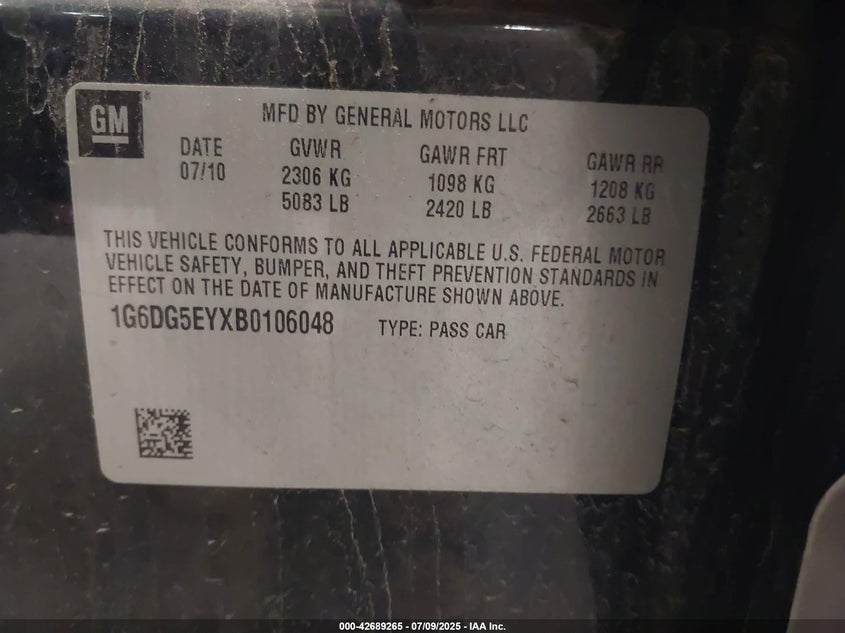 GM®
MFD BY GENERAL MOTORS LLC
DATE GVWR GAWR FRT GAWR RR
07/10 2306 KG 1098 KG 1208 KG
5083 LB 2420 LB 2663 LB
THIS VEHICLE CONFORMS TO ALL APPLICABLE U.S. FEDERAL MOTOR
VEHICLE SAFETY, BUMPER, AND THEFT PREVENTION STANDARDS IN
EFFECT ON THE DATE OF MANUFACTURE SHOWN ABOVE.
1G6DG5EYXB0106048 TYPE: PASS CAR
000-42689265 - 07/09/2025 - IAA Inc.